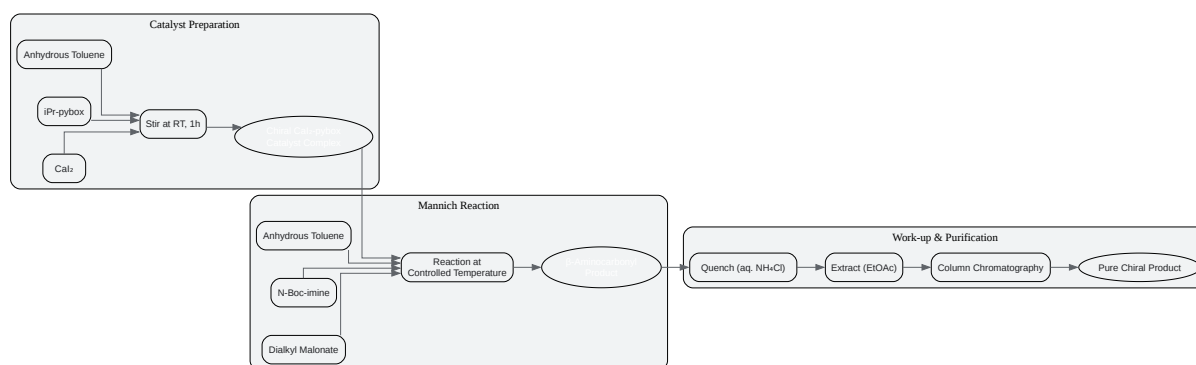 Catalyst Preparation
Anhydrous Toluene
iPr-pybox
Stir at RT, 1h
CaI₂
Mannich Reaction
Anhydrous Toluene
N-Boc-imine
Dialkyl Malonate
Reaction at
Controlled Temperature
Product
Work-up & Purification
Quench (aq. NH₄Cl)
Extract (EtOAc)
Column Chromatography
Pure Chiral Product